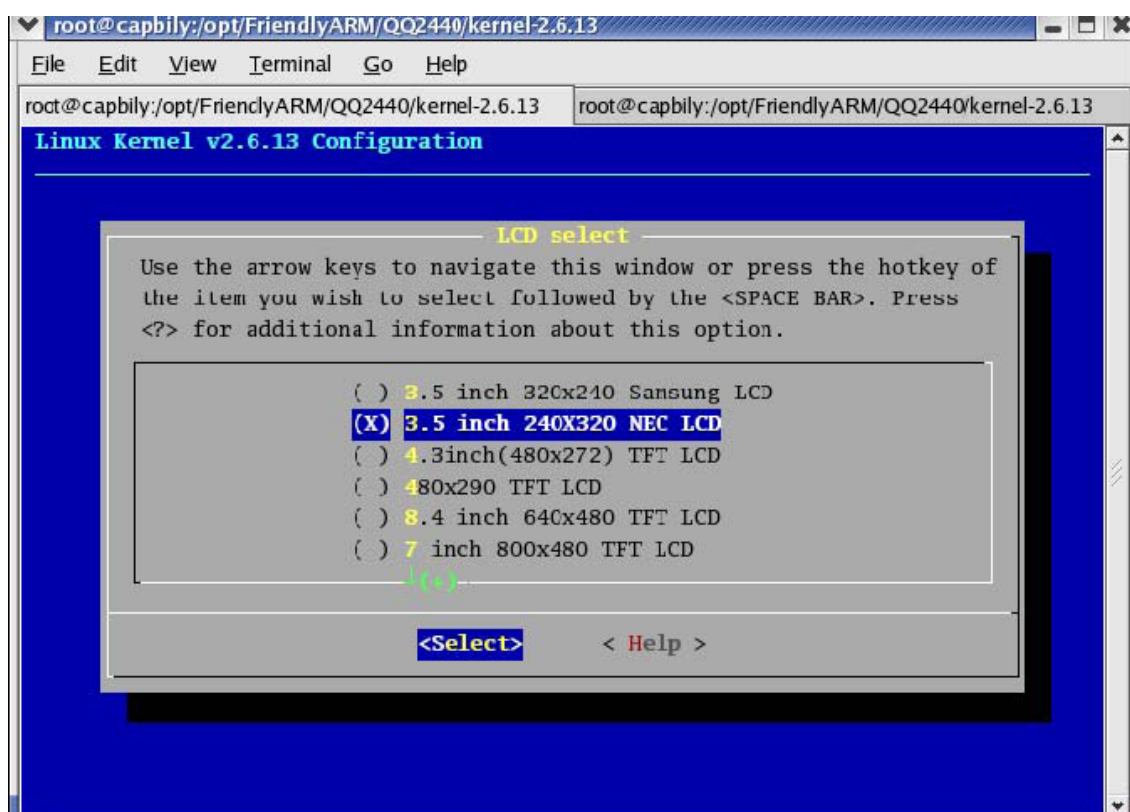 root@capbily:/opt/FriendlyARM/QQ2440/kernel-2.6.13
File Edit View Terminal Go Help
root@capbily:/opt/FriendlyARM/QQ2440/kernel-2.6.13 root@capbily:/opt/FriendlyARM/QQ2440/kernel-2.6.13
Linux Kernel v2.6.13 Configuration
LCD select
Use the arrow keys to navigate this window or press the hotkey of
the item you wish to select followed by the <SPACE BAR>. Press
<?> for additional information about this option.
( ) 3.5 inch 320x240 Samsung LCD
(X) 3.5 inch 240X320 NEC LCD
( ) 4.3inch(480x272) TFT LCD
( ) 480x290 TFT LCD
( ) 8.4 inch 640x480 TFT LCD
( ) 7 inch 800x480 TFT LCD
┴(+)
<Select> < Help >